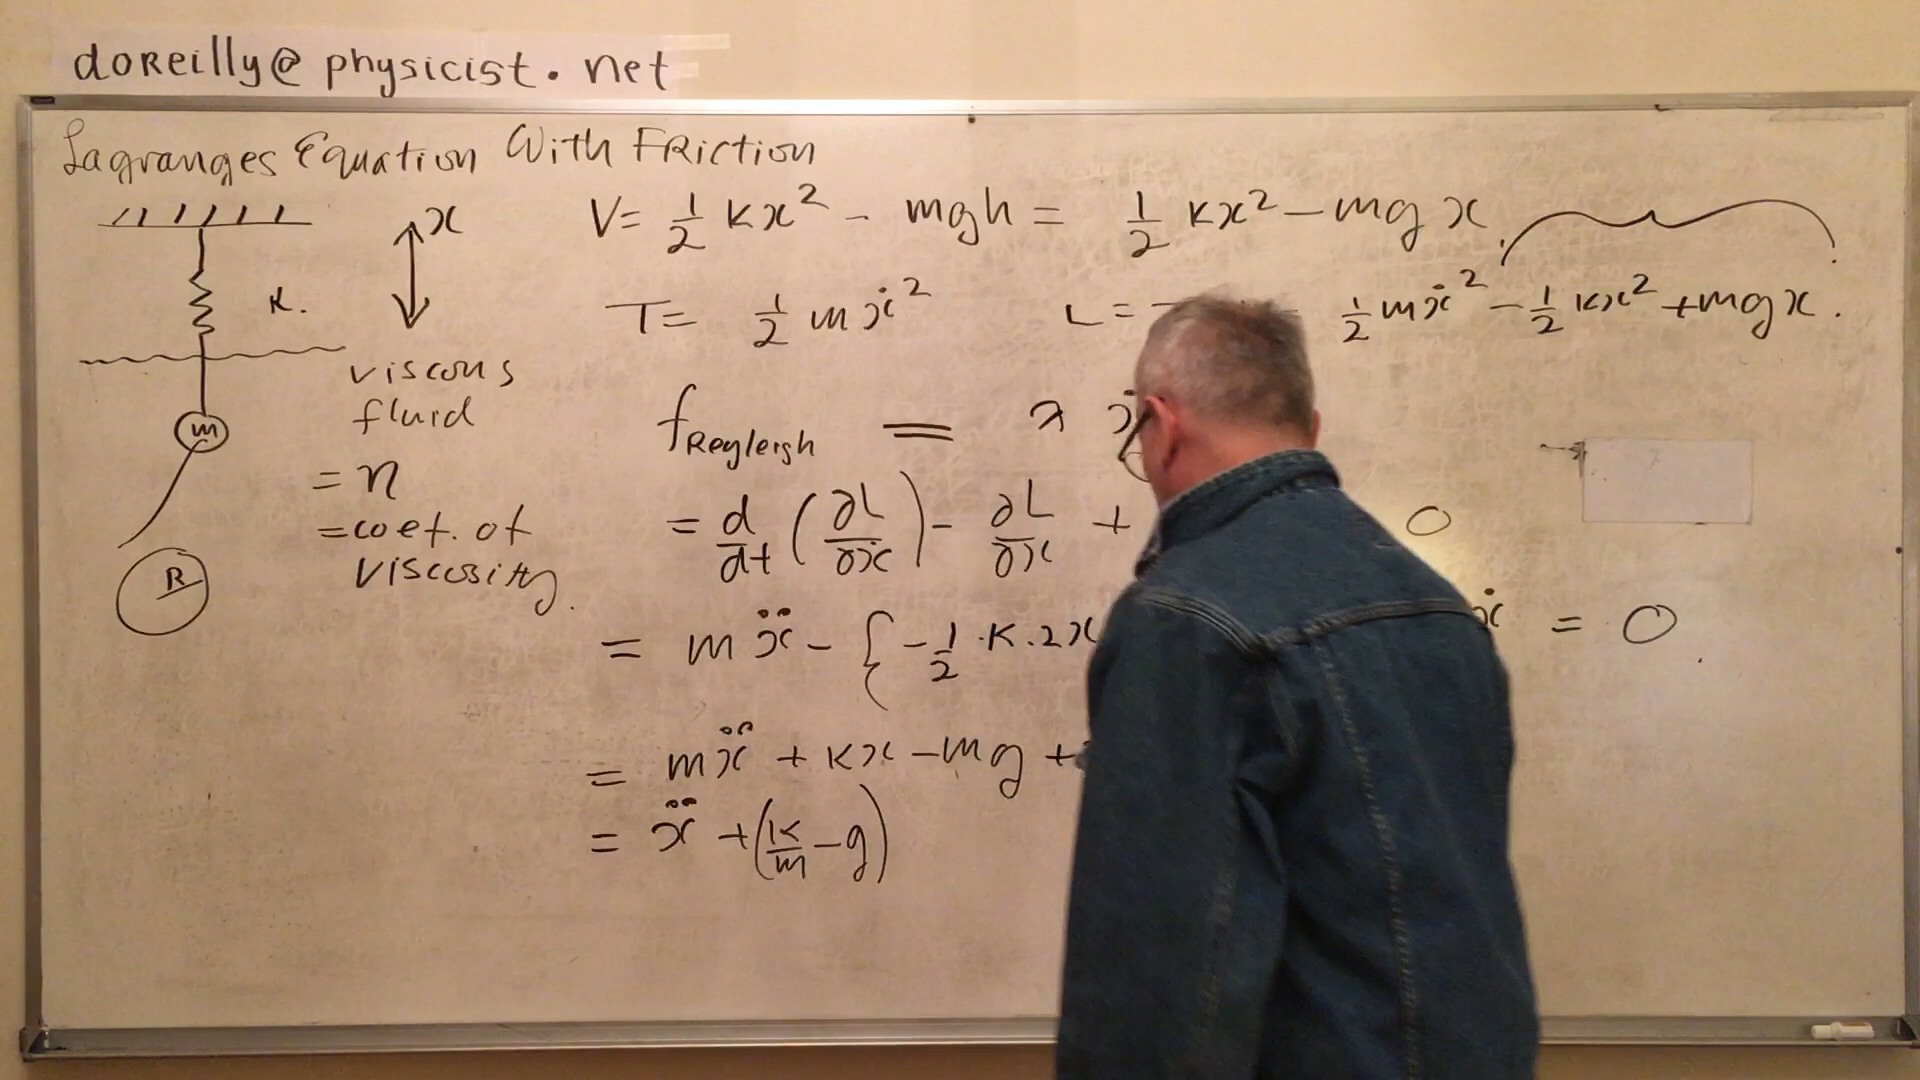 doReilly@physicist.net
Lagranges Equation With Friction
x
K.
viscous
fluid
m
= η
= coef. of
viscosity.
R
V = 1/2 Kx² - mgh = 1/2 Kx² - mgx
T = 1/2 mẋ²
L = 1/2 mẋ² - 1/2 Kx² + mgx.
f Reyleigh = λ ẋ
= d/dt (∂L/∂ẋ) - ∂L/∂x + 0
= mẍ - { -1/2 · K · 2x ẋ = 0
= mẍ + Kx - mg +
= ẍ + (K/m - g)